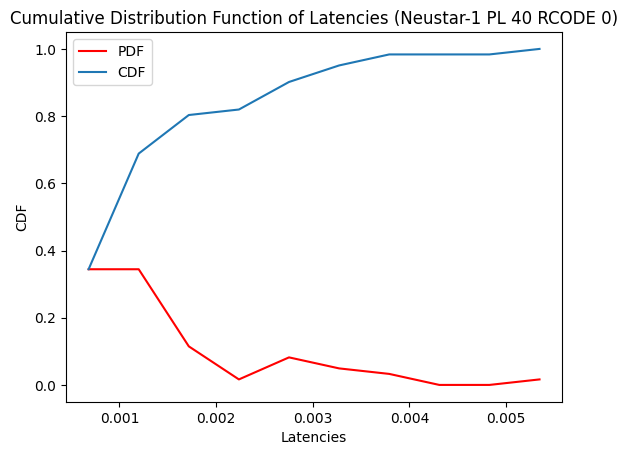 Cumulative Distribution Function of Latencies (Neustar-1 PL 40 RCODE 0)
PDF
CDF
1.0
0.8
0.6
0.4
0.2
0.0
CDF
0.001
0.002
0.003
0.004
0.005
Latencies